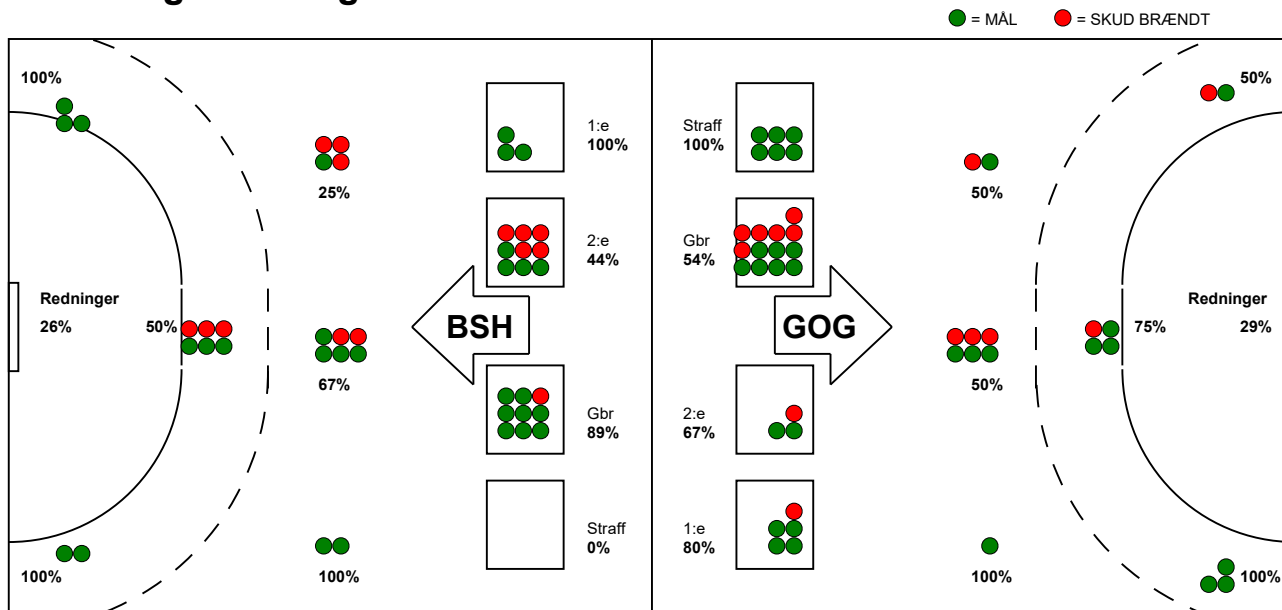 = MÅL
= SKUD BRÆNDT
100%
50%
1:e
100%
Straff
100%
25%
50%
2:e
44%
Gbr
54%
Redninger
26%
50%
BSH
GOG
75%
Redninger
29%
67%
50%
Gbr
89%
2:e
67%
Straff
0%
1:e
80%
100%
100%
100%
100%